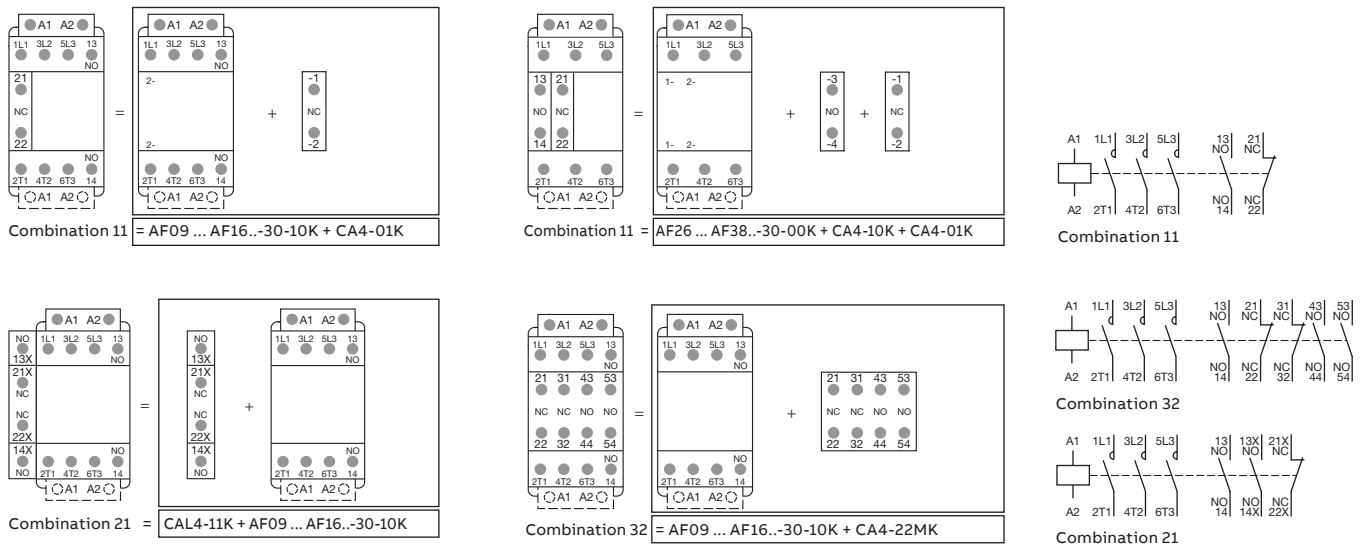 A1 A2
1L1 3L2 5L3 13
NO
21
NC
22
NO
2T1 4T2 6T3 14
A1 A2
=
A1 A2
1L1 3L2 5L3 13
NO
2-
2-
NO
2T1 4T2 6T3 14
A1 A2
+
-1
NC
-2
Combination 11 = AF09 ... AF16..-30-10K + CA4-01K
A1 A2
1L1 3L2 5L3
13 21
NO NC
14 22
2T1 4T2 6T3
A1 A2
=
A1 A2
1L1 3L2 5L3
1- 2-
1- 2-
2T1 4T2 6T3
A1 A2
+
-3
NO
-4
+
-1
NC
-2
Combination 11 = AF26 ... AF38..-30-00K + CA4-10K + CA4-01K
A1 1L1 3L2 5L3 13 21
NO NC
NO NC
A2 2T1 4T2 6T3 14 22
Combination 11
A1 A2
NO 1L1 3L2 5L3 13
13X NO
21X
NC
NC
22X
14X NO
NO 2T1 4T2 6T3 14
A1 A2
=
NO
13X
21X
NC
NC
22X
14X
NO
+
A1 A2
1L1 3L2 5L3 13
NO
NO
2T1 4T2 6T3 14
A1 A2
Combination 21 = CAL4-11K + AF09 ... AF16..-30-10K
A1 A2
1L1 3L2 5L3 13
NO
21 31 43 53
NC NC NO NO
22 32 44 54
NO
2T1 4T2 6T3 14
A1 A2
=
A1 A2
1L1 3L2 5L3 13
NO
NO
2T1 4T2 6T3 14
A1 A2
+
21 31 43 53
NC NC NO NO
22 32 44 54
Combination 32 = AF09 ... AF16..-30-10K + CA4-22MK
A1 1L1 3L2 5L3 13 21 31 43 53
NO NC NC NO NO
NO NC NC NO NO
A2 2T1 4T2 6T3 14 22 32 44 54
Combination 32
A1 1L1 3L2 5L3 13 13X 21X
NO NO NC
NO NO NC
A2 2T1 4T2 6T3 14 14X 22X
Combination 21